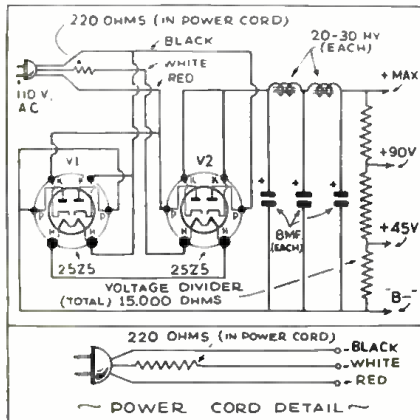 220 OHMS (IN POWER CORD)
BLACK
WHITE
RED
110 V.
A C
20-30 HY
(EACH)
+ MAX
+90V
+45V
"B-"
8MF.
(EACH)
V1
V2
K
K
P
P
H
H
K
K
P
P
H
H
25Z5
25Z5
VOLTAGE DIVIDER
(TOTAL) 15,000 OHMS
220 OHMS (IN POWER CORD)
-BLACK
-WHITE
-RED
~ POWER CORD DETAIL ~